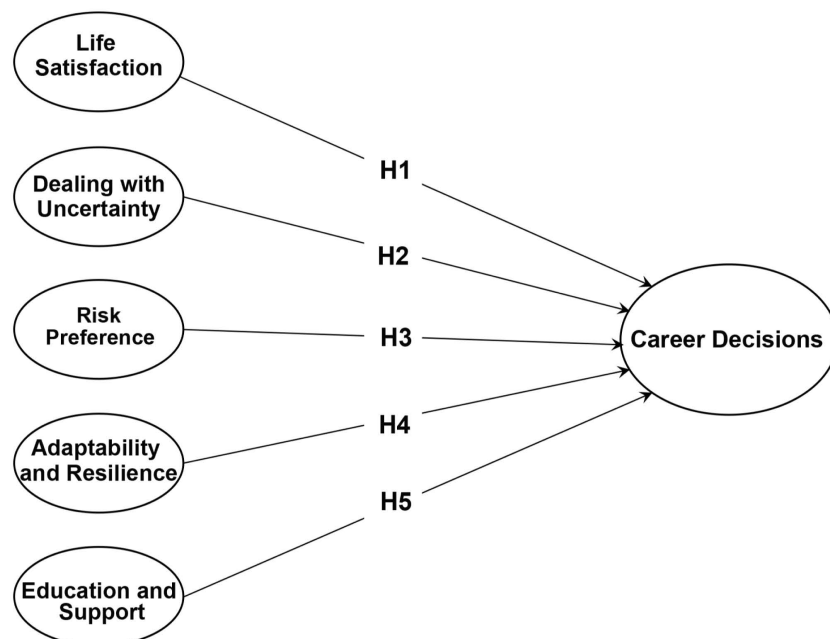 Life
Satisfaction
H1
Dealing with
Uncertainty
H2
Risk
Preference
H3
Career Decisions
Adaptability
and Resilience
H4
H5
Education and
Support